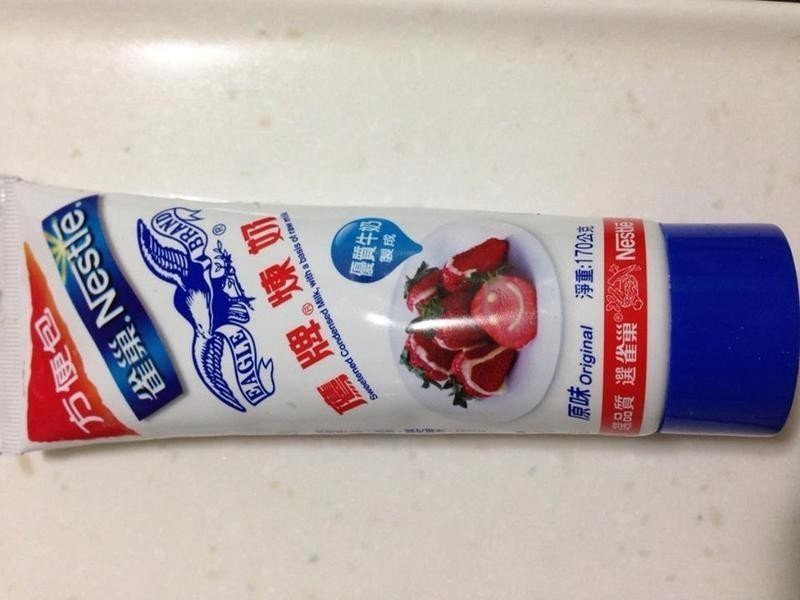 方便包
雀巢.Nestlé.
EAGLE BRAND®
鷹牌®煉奶
Sweetened Condensed Milk, with a basis of raw milk
優質牛奶
製成
原味 Original 淨重:170公克
選品質 選雀巢® Nestlé